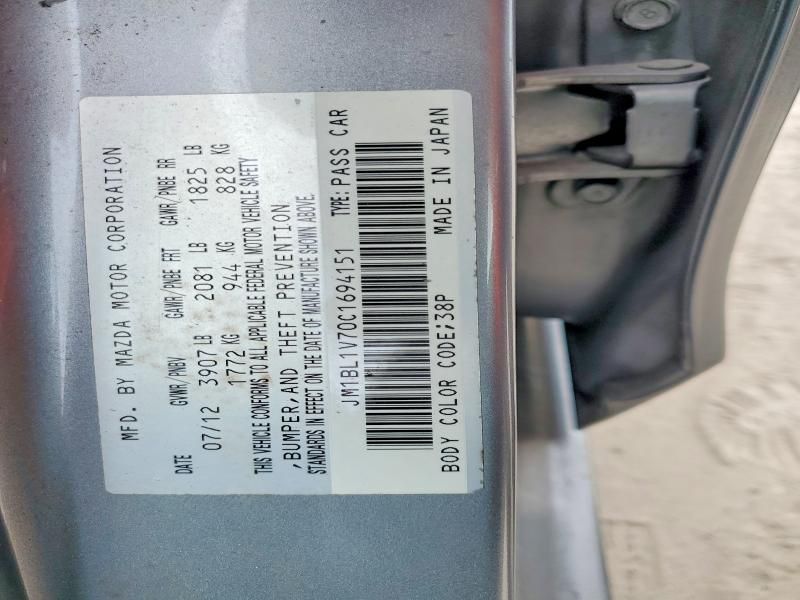 MFD. BY MAZDA MOTOR CORPORATION
DATE GVWR/PNBV GAWR/PNBE FRT GAWR/PNBE RR
07/12 3907 LB 2081 LB 1825 LB
1772 KG 944 KG 828 KG
THIS VEHICLE CONFORMS TO ALL APPLICABLE FEDERAL MOTOR VEHICLE SAFETY
,BUMPER,AND THEFT PREVENTION
STANDARDS IN EFFECT ON THE DATE OF MANUFACTURE SHOWN ABOVE.
JM1BL1V70C1694151 TYPE: PASS CAR
BODY COLOR CODE;38P MADE IN JAPAN
8